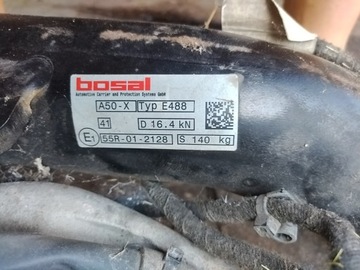 bosal
Automotive Carrier and Protection Systems GmbH
A50-X Typ E488
41 D 16.4 kN
E1 55R-01-2128 S 140 kg